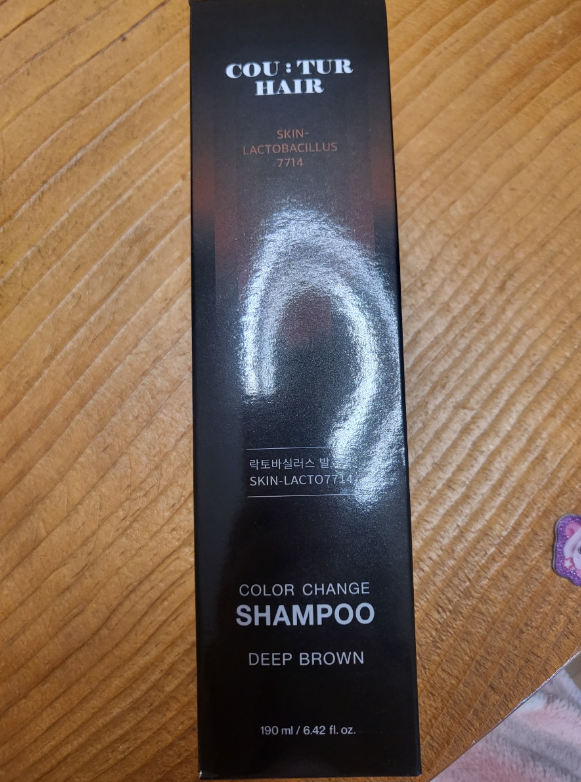 COU:TUR
HAIR
SKIN-
LACTOBACILLUS
7714
락토바실러스
SKIN-LACTO7714
COLOR CHANGE
SHAMPOO
DEEP BROWN
190 ml / 6.42 fl. oz.